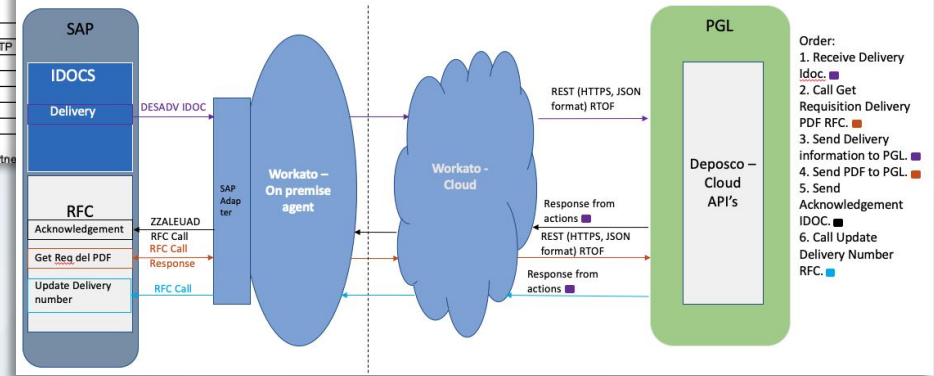 TP
tne
SAP
IDOCS
Delivery
RFC
Acknowledgement
Get Req del PDF
Update Delivery
number
DESADV IDOC
ZZALEUAD
RFC Call
RFC Call
Response
RFC Call
SAP
Adap
ter
Workato –
On premise
agent
Workato -
Cloud
REST (HTTPS, JSON
format) RTOF
Response from
actions
REST (HTTPS, JSON
format) RTOF
Response from
actions
PGL
Deposco –
Cloud
API's
Order:
1. Receive Delivery
Idoc.
2. Call Get
Requisition Delivery
PDF RFC.
3. Send Delivery
information to PGL.
4. Send PDF to PGL.
5. Send
Acknowledgement
IDOC.
6. Call Update
Delivery Number
RFC.